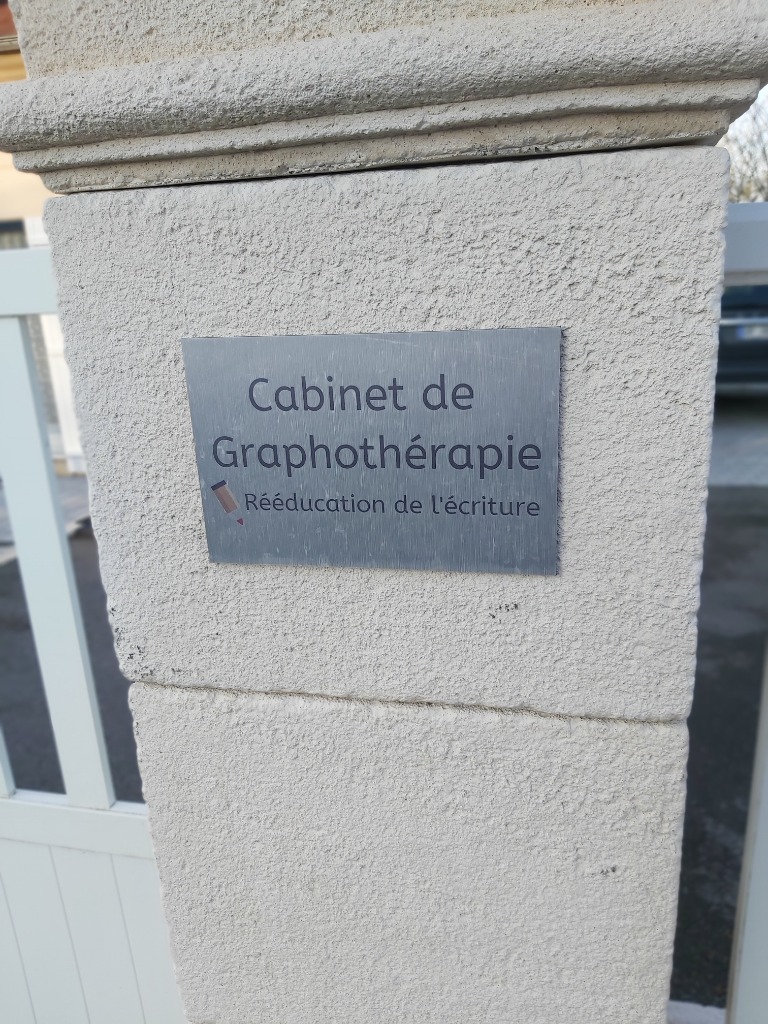 Cabinet de
Graphothérapie
Rééducation de l'écriture